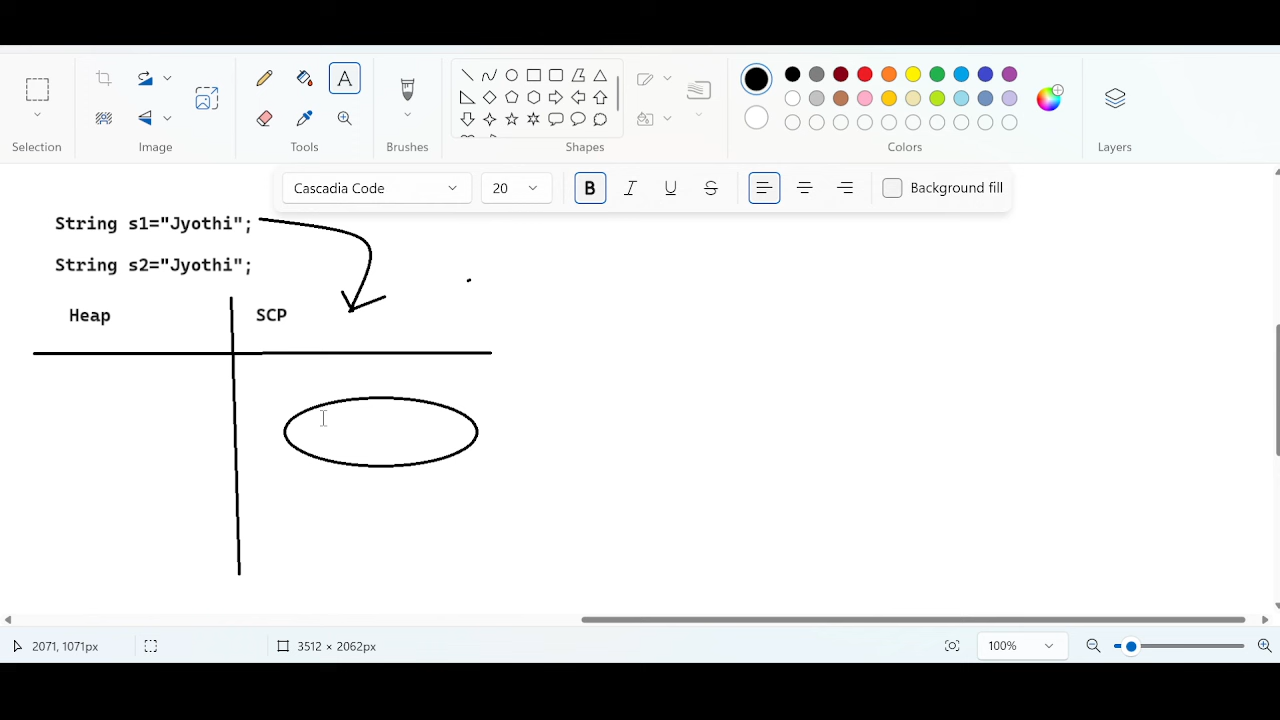 Selection
Image
Tools
Brushes
Shapes
Colors
Layers
Cascadia Code
20
B I U S
Background fill
String s1="Jyothi";
String s2="Jyothi";
Heap
SCP
2071, 1071px
3512 × 2062px
100%